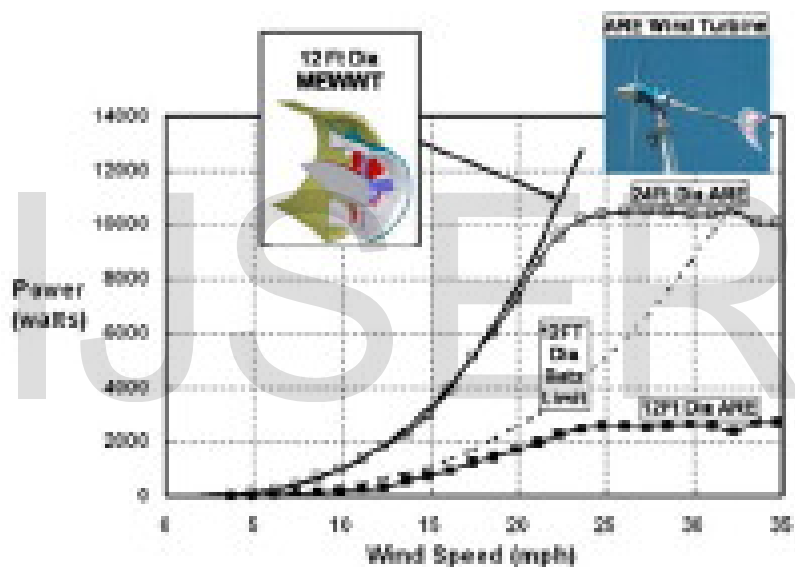 ARE Wind Turbine
12 Ft Dia
MEWWT
14000
12000
10000
8000
6000
4000
2000
0
Power
(watts)
24Ft Dia ARE
12FT
Dia
Betz
Limit
12Ft Dia ARE
0 5 10 15 20 25 30 35
Wind Speed (mph)
IJSER